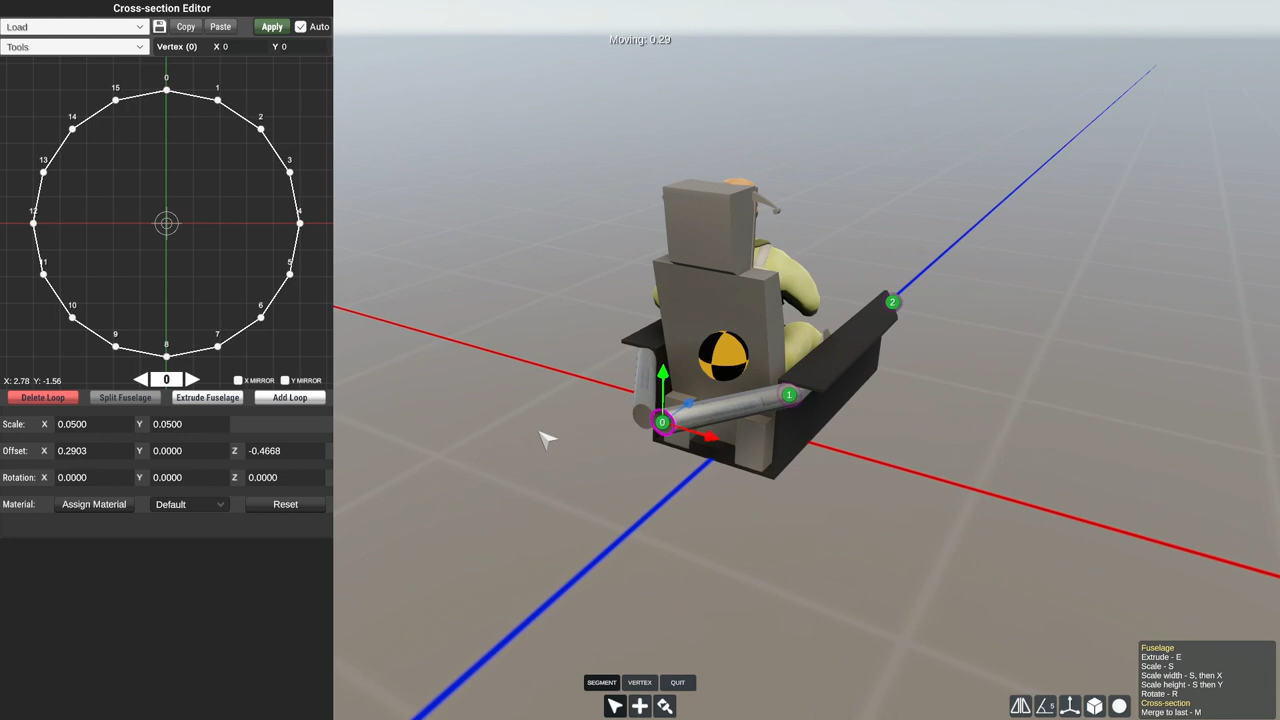 Cross-section Editor
Load Copy Paste Apply Auto
Tools Vertex (0) X 0 Y 0
0
15 1
14 2
13 3
12 4
11 5
10 6
9 7
8
X: 2.78 Y: -1.56 0 X MIRROR Y MIRROR
Delete Loop Split Fuselage Extrude Fuselage Add Loop
Scale: X 0.0500 Y 0.0500
Offset: X 0.2903 Y 0.0000 Z -0.4668
Rotation: X 0.0000 Y 0.0000 Z 0.0000
Material: Assign Material Default Reset
Moving: 0.29
2
1
0
SEGMENT VERTEX QUIT
5
Fuselage
Extrude - E
Scale - S
Scale width - S, then X
Scale height - S then Y
Rotate - R
Cross-section
Merge to last - M